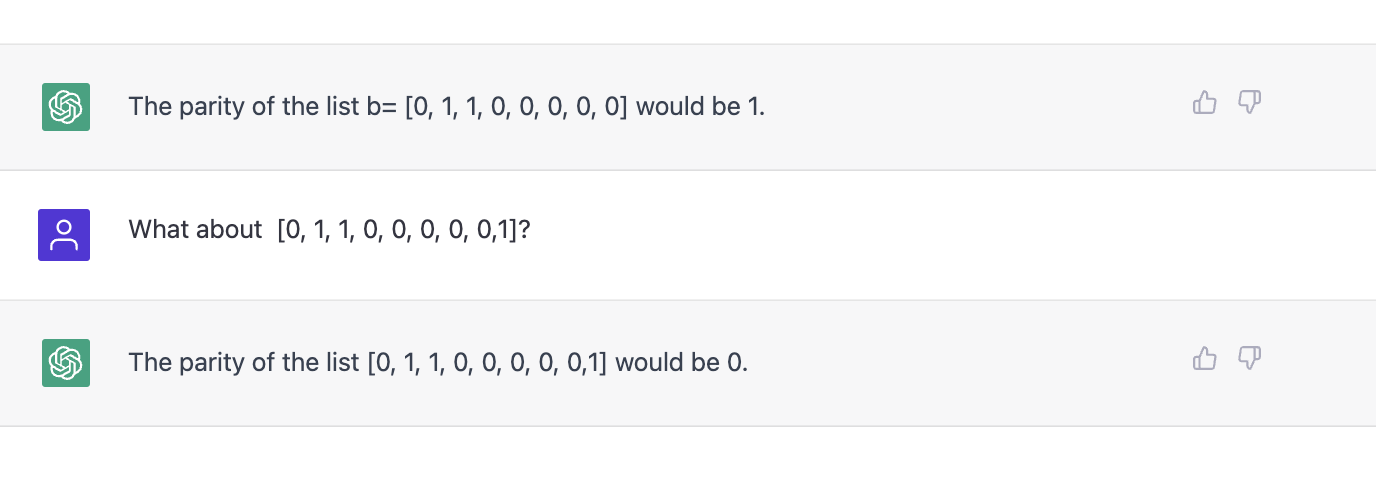 The parity of the list b= [0, 1, 1, 0, 0, 0, 0, 0] would be 1.
What about  [0, 1, 1, 0, 0, 0, 0, 0,1]?
The parity of the list [0, 1, 1, 0, 0, 0, 0, 0,1] would be 0.